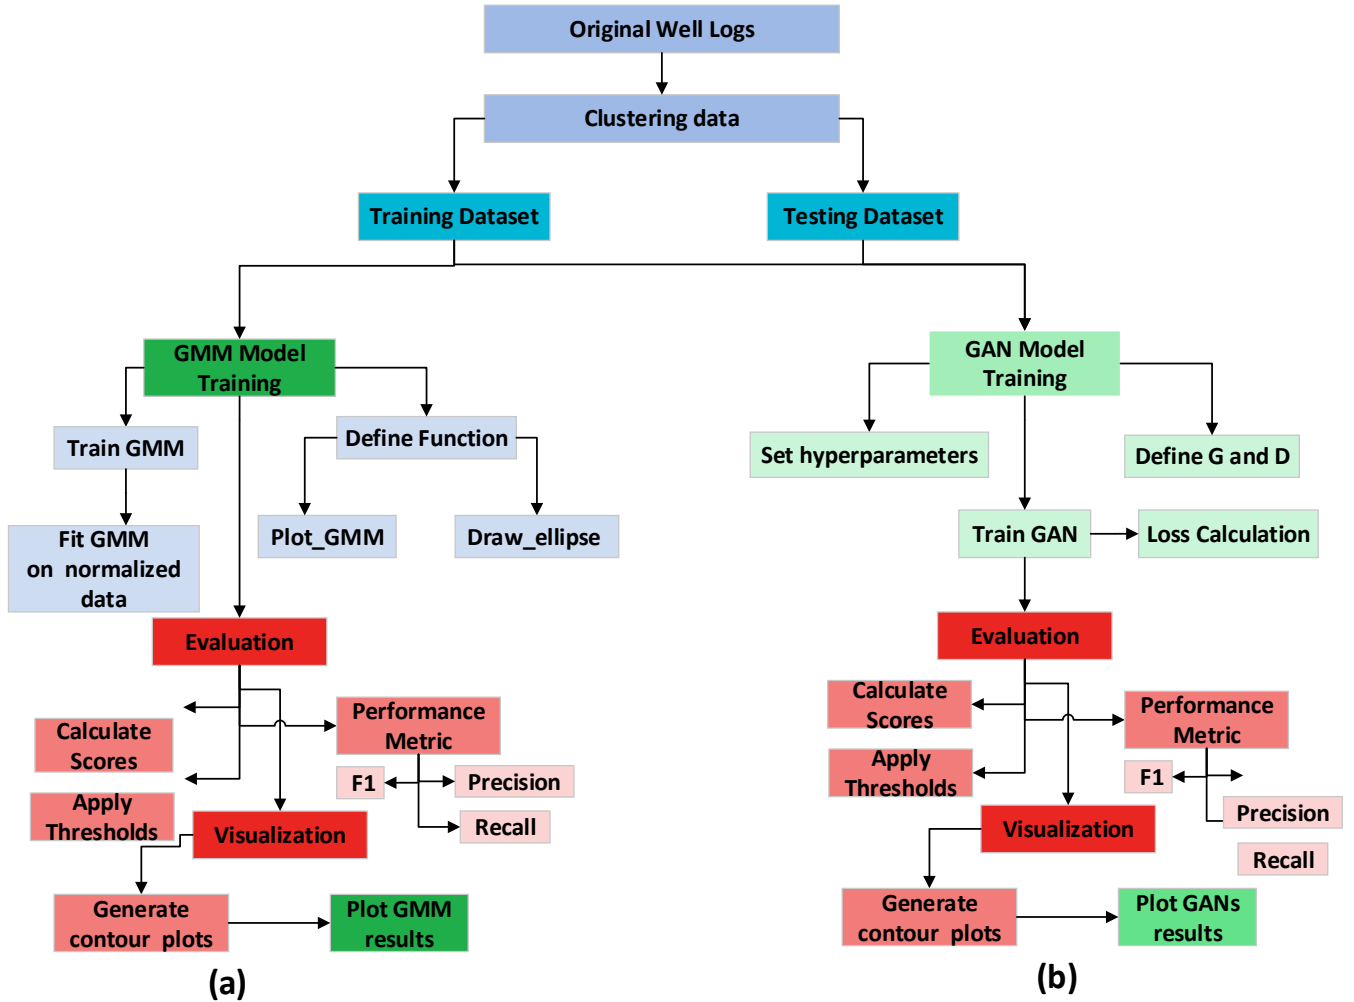 Original Well Logs
Clustering data
Training Dataset
Testing Dataset
GMM Model
Training
Train GMM
Fit GMM
on normalized
data
Define Function
Plot_GMM
Draw_ellipse
Evaluation
Calculate
Scores
Apply
Thresholds
Performance
Metric
F1
Precision
Recall
Visualization
Generate
contour plots
Plot GMM
results
(a)
GAN Model
Training
Set hyperparameters
Define G and D
Train GAN
Loss Calculation
Evaluation
Calculate
Scores
Apply
Thresholds
Performance
Metric
F1
Precision
Recall
Visualization
Generate
contour plots
Plot GANs
results
(b)